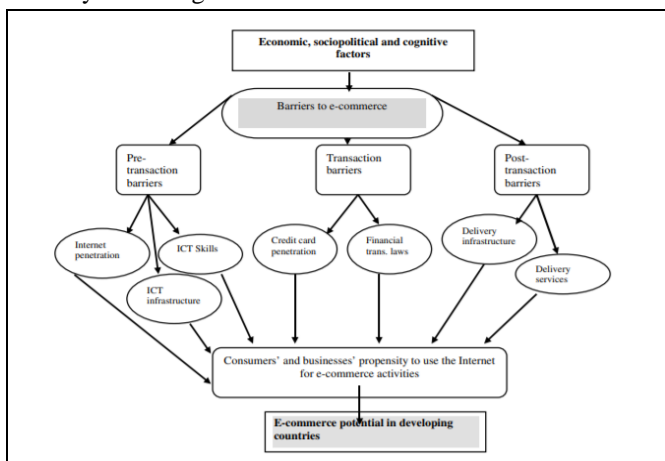 Economic, sociopolitical and cognitive
factors
Barriers to e-commerce
Pre-
transaction
barriers
Transaction
barriers
Post-
transaction
barriers
Internet
penetration
ICT Skills
ICT
infrastructure
Credit card
penetration
Financial
trans. laws
Delivery
infrastructure
Delivery
services
Consumers’ and businesses’ propensity to use the Internet
for e-commerce activities
E-commerce potential in developing
countries